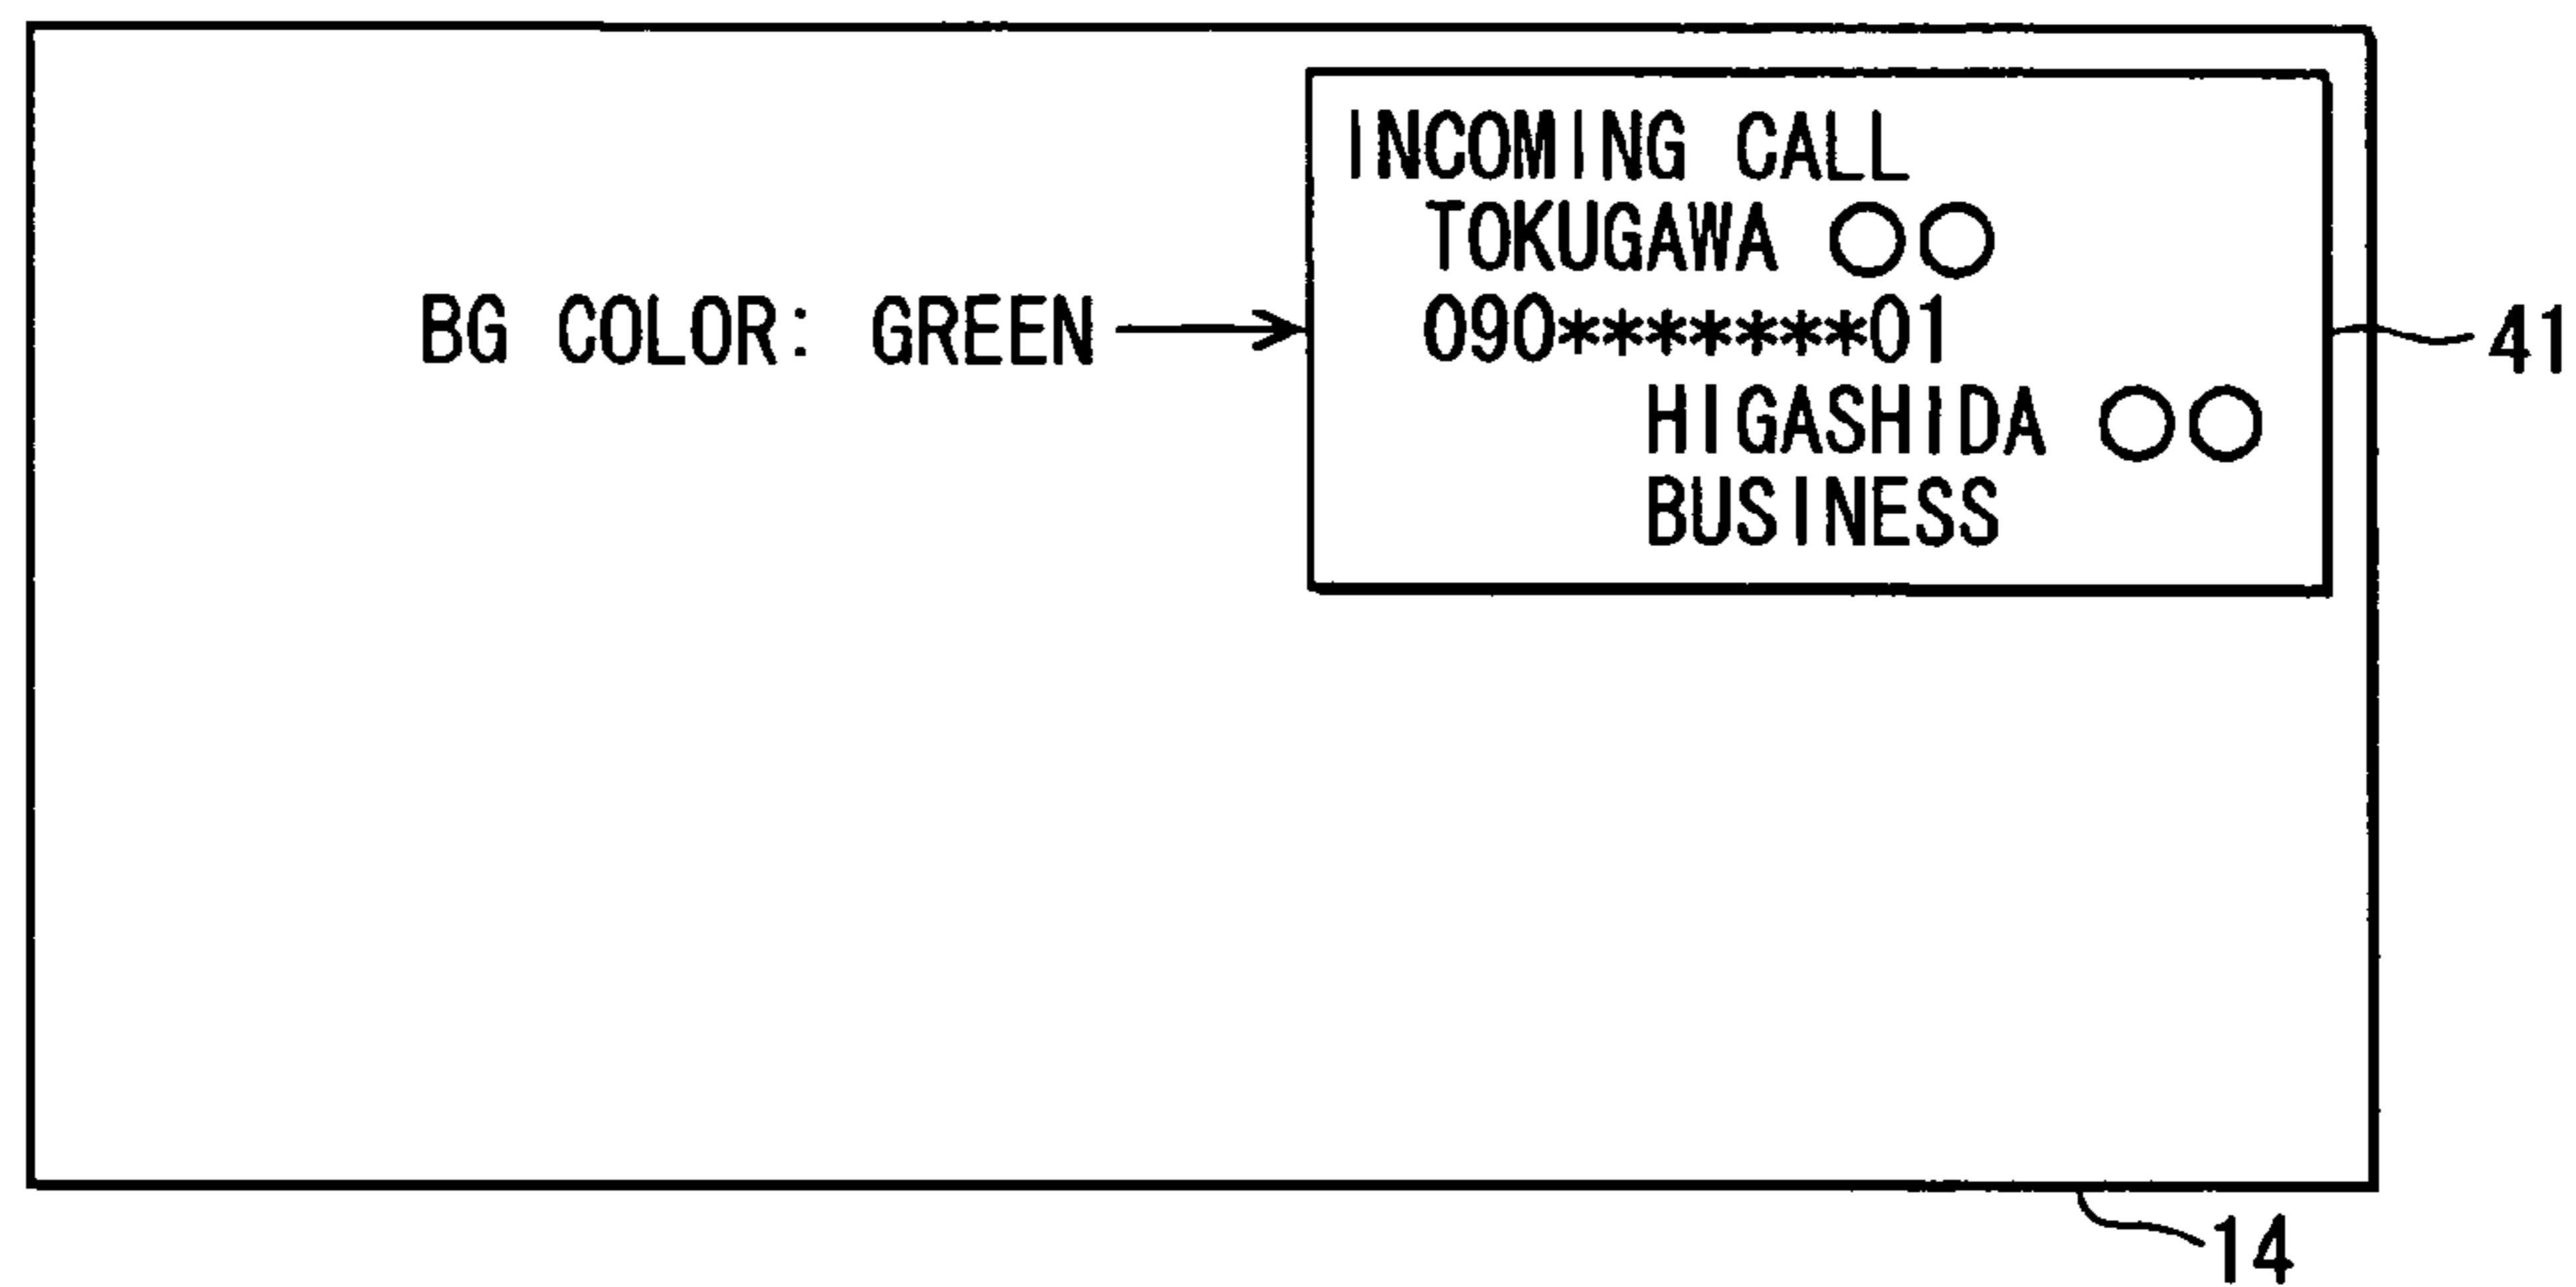 INCOMING CALL
TOKUGAWA ○○
BG COLOR: GREEN
090*******01
41
HIGASHIDA ○○
BUSINESS
14